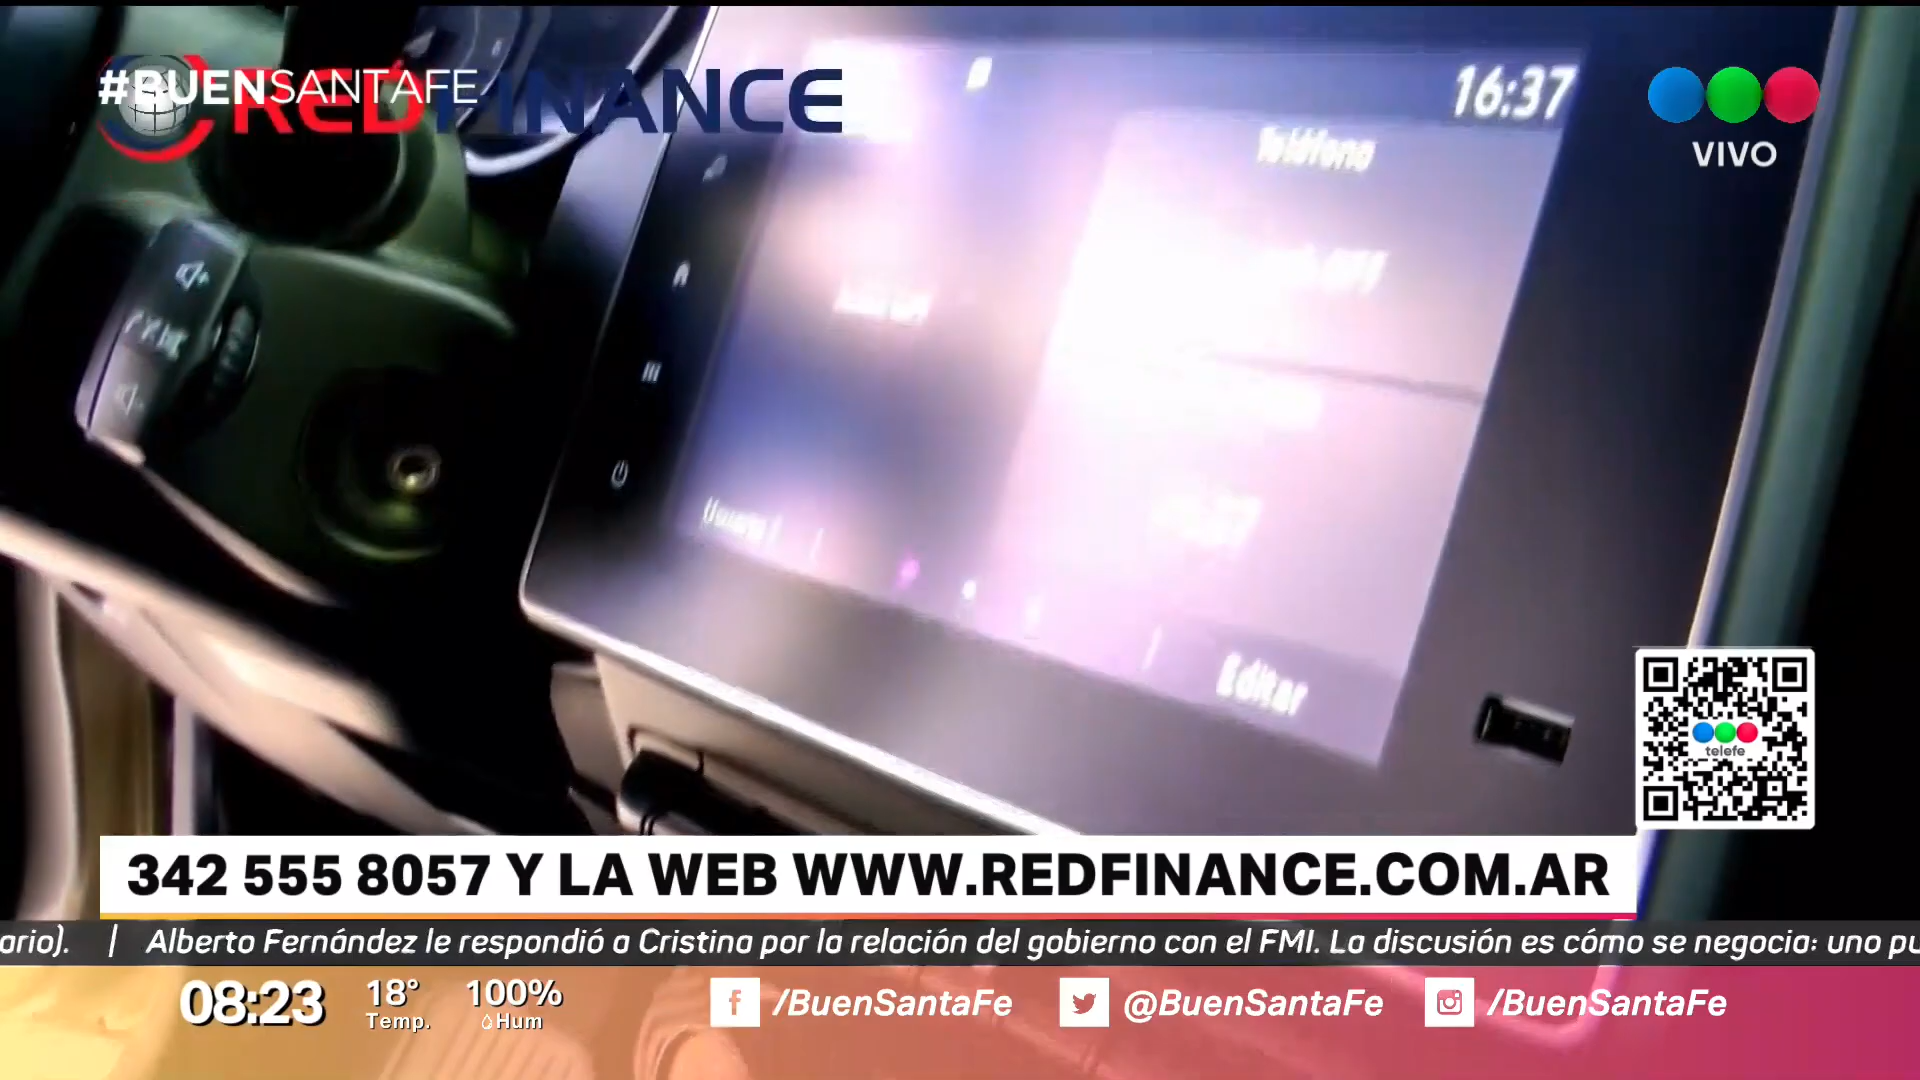 #BUENSANTAFE
REDFINANCE
16:37
VIVO
Teléfono
Editar
telefe
342 555 8057 Y LA WEB WWW.REDFINANCE.COM.AR
ario). | Alberto Fernández le respondió a Cristina por la relación del gobierno con el FMI. La discusión es cómo se negocia: uno pu
08:23 18° 100% /BuenSantaFe @BuenSantaFe /BuenSantaFe
Temp. Hum